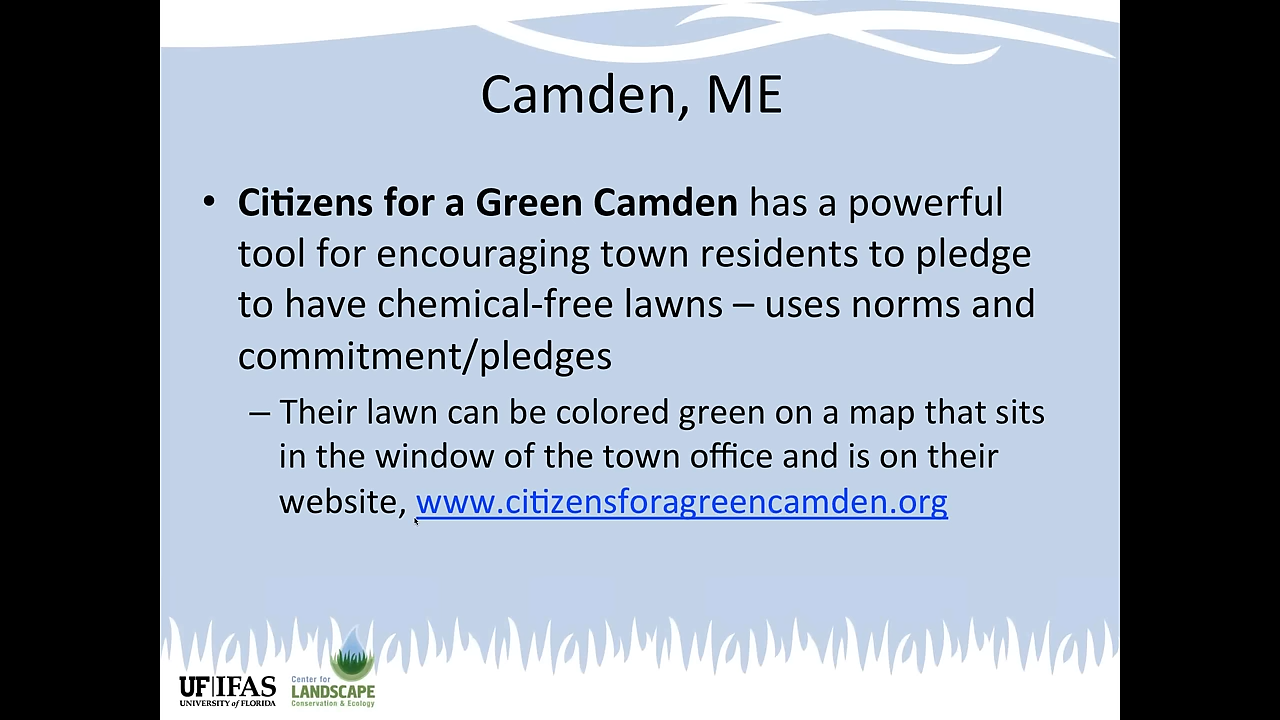 Camden, ME
• Citizens for a Green Camden has a powerful
tool for encouraging town residents to pledge
to have chemical-free lawns – uses norms and
commitment/pledges
– Their lawn can be colored green on a map that sits
in the window of the town office and is on their
website, www.citizensforagreencamden.org
UF|IFAS
UNIVERSITY of FLORIDA
Center for
LANDSCAPE
Conservation & Ecology